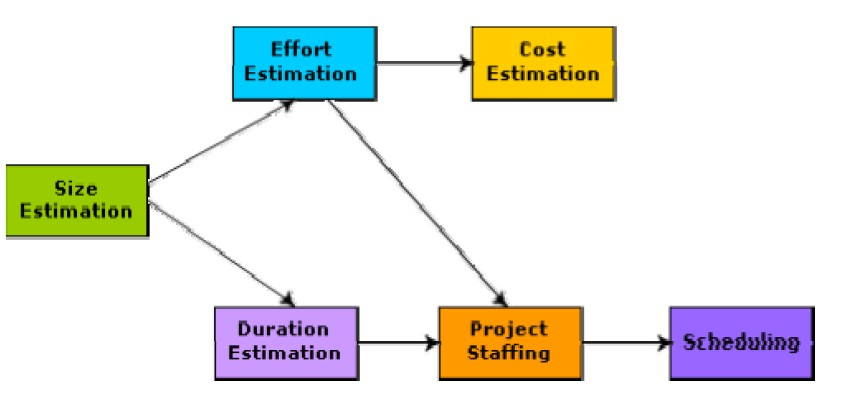 Effort
Estimation
Cost
Estimation
Size
Estimation
Duration
Estimation
Project
Staffing
Scheduling